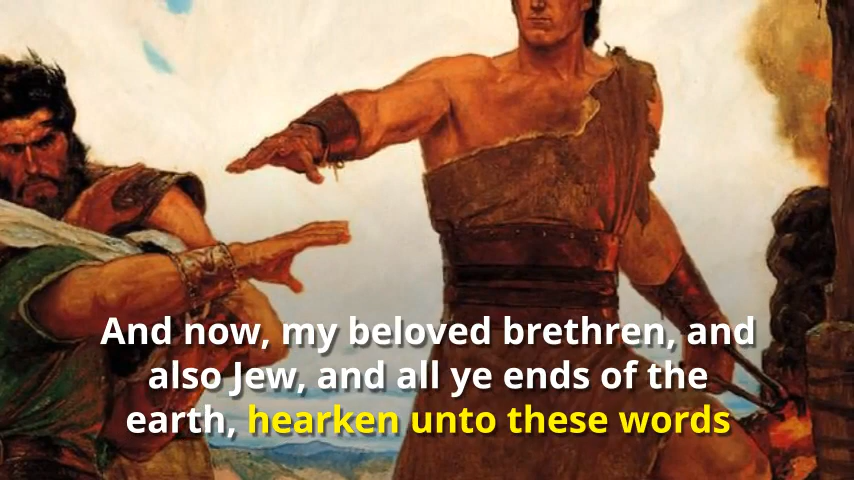 And now, my beloved brethren, and
also Jew, and all ye ends of the
earth, hearken unto these words